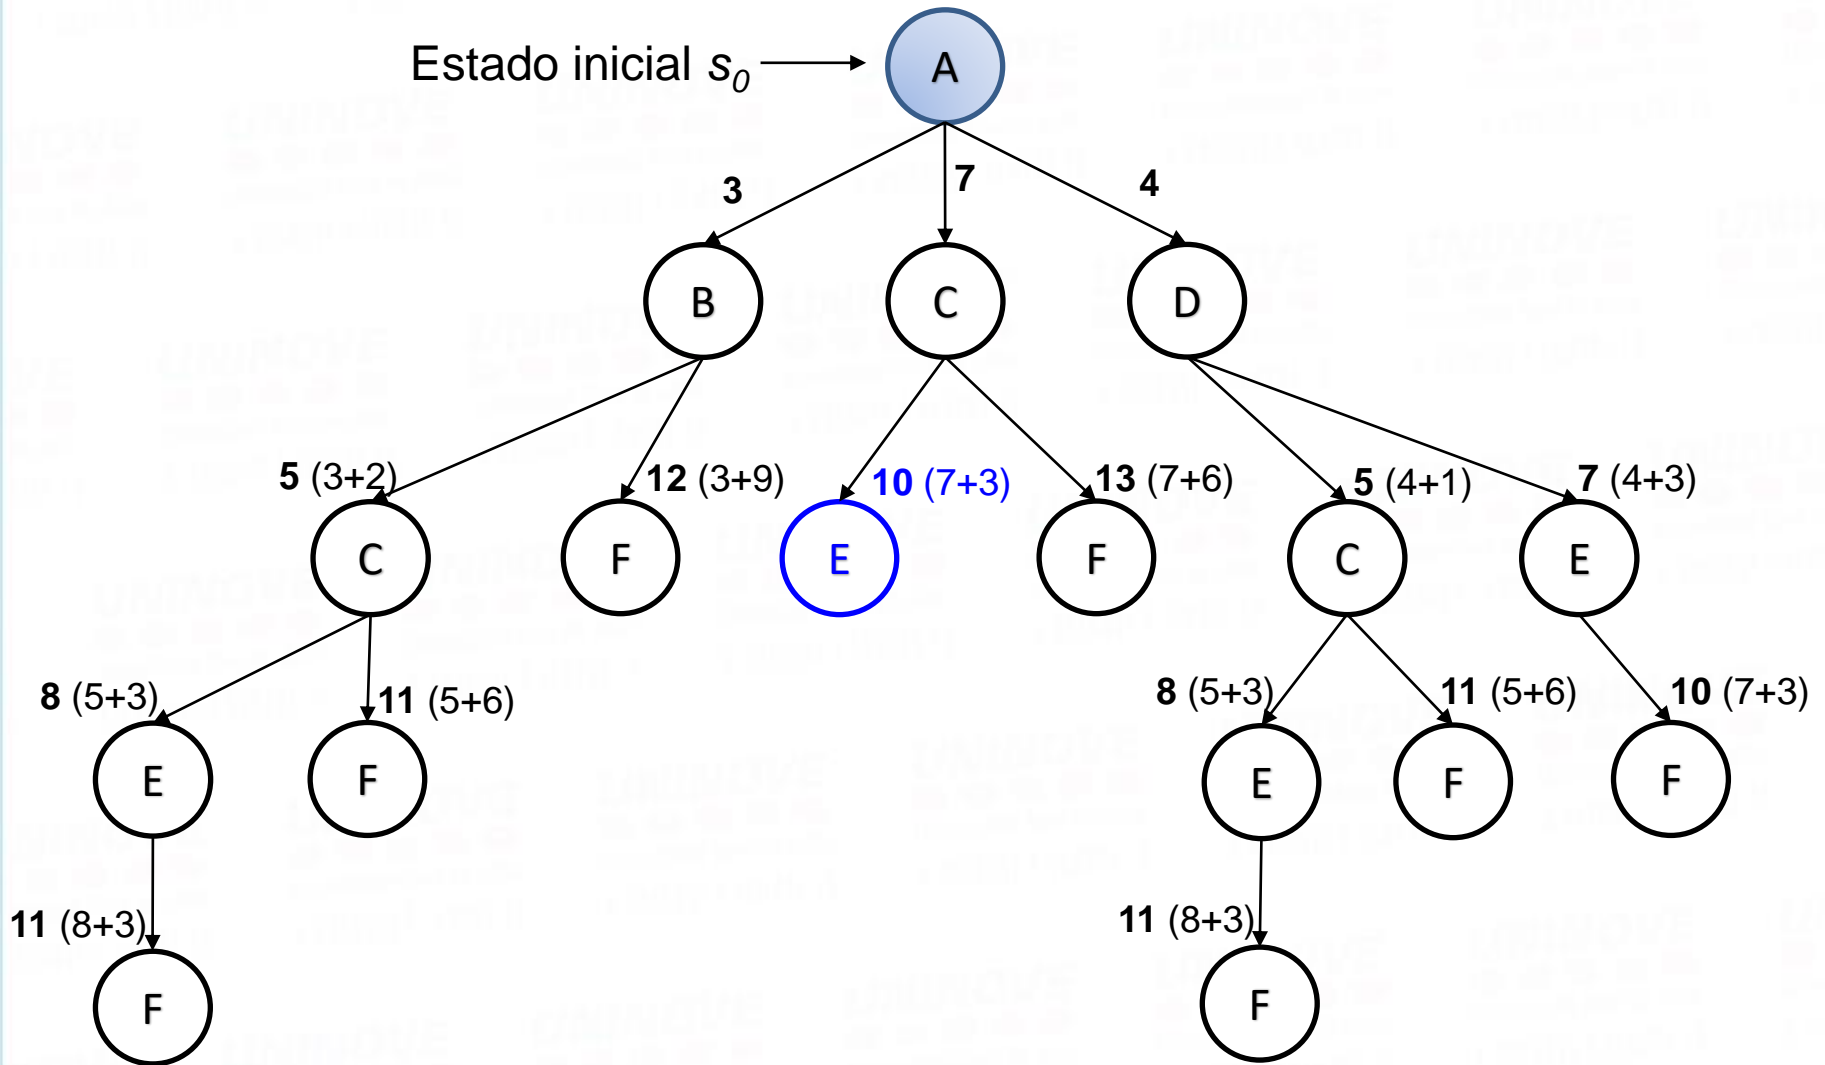 Estado inicial s0
A
3
7
4
B
C
D
5 (3+2)
12 (3+9)
10 (7+3)
13 (7+6)
5 (4+1)
7 (4+3)
C
F
E
F
C
E
8 (5+3)
11 (5+6)
8 (5+3)
11 (5+6)
10 (7+3)
E
F
E
F
F
11 (8+3)
11 (8+3)
F
F